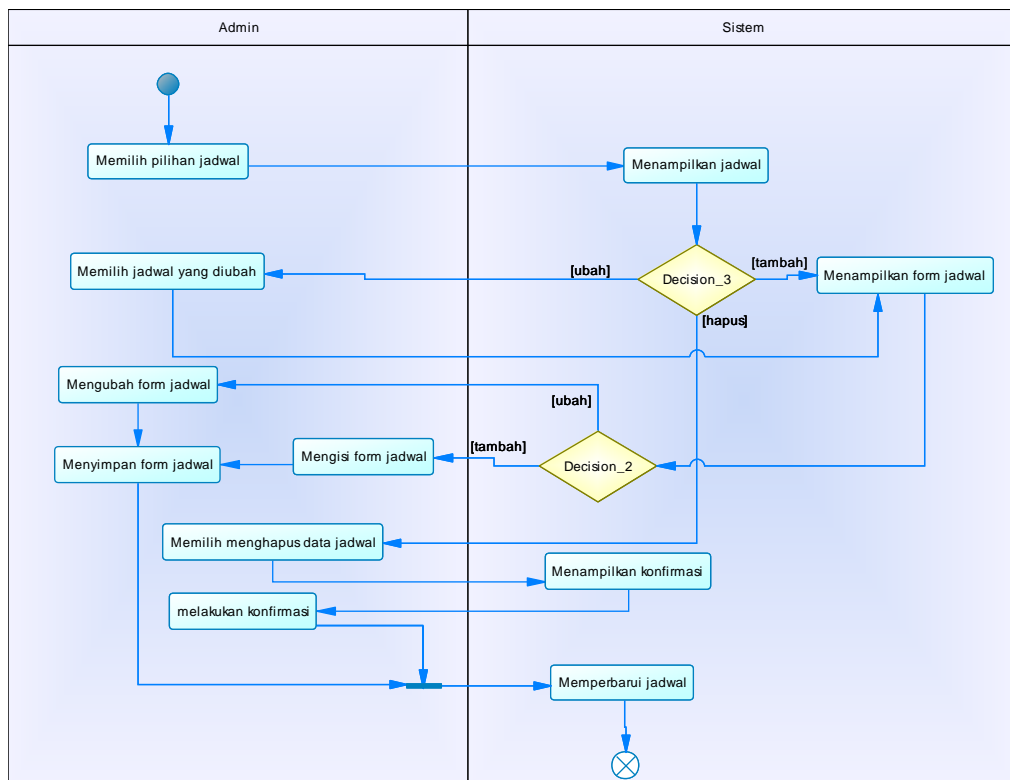 Admin
Sistem
Memilih pilihan jadwal
Menampilkan jadwal
Memilih jadwal yang diubah
[ubah]
Decision_3
[tambah]
Menampilkan form jadwal
[hapus]
Mengubah form jadwal
[ubah]
Menyimpan form jadwal
Mengisi form jadwal
[tambah]
Decision_2
Memilih menghapus data jadwal
Menampilkan konfirmasi
melakukan konfirmasi
Memperbarui jadwal